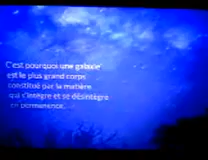 C'est pourquoi une galaxie
est le plus grand corps
constitué par la matière
qui s'intègre et se désintègre
en permanence.